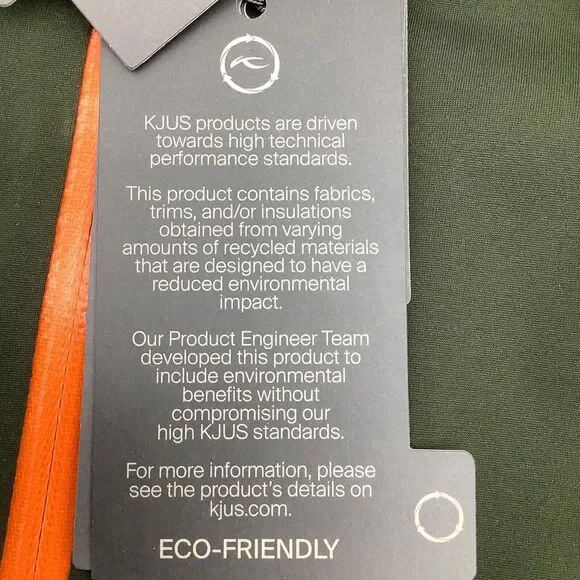 KJUS products are driven
towards high technical
performance standards.
This product contains fabrics,
trims, and/or insulations
obtained from varying
amounts of recycled materials
that are designed to have a
reduced environmental
impact.
Our Product Engineer Team
developed this product to
include environmental
benefits without
compromising our
high KJUS standards.
For more information, please
see the product's details on
kjus.com.
ECO-FRIENDLY